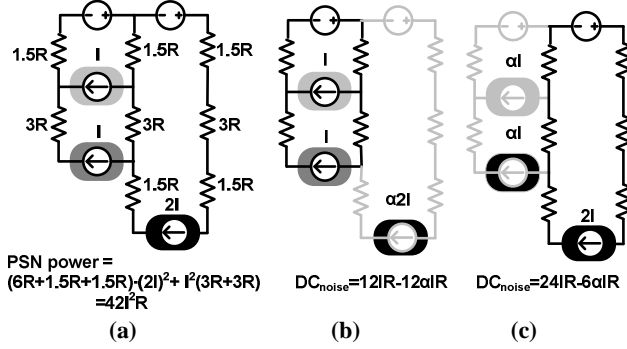 - + - +
1.5R 1.5R 1.5R
I
3R 3R
I
1.5R 1.5R
2I
PSN power =
(6R+1.5R+1.5R)·(2I)²+ I²(3R+3R)
=42I²R
(a)
- + - +
I
I
α2I
DCnoise=12IR-12αIR
(b)
- + - +
αI
αI
2I
DCnoise=24IR-6αIR
(c)